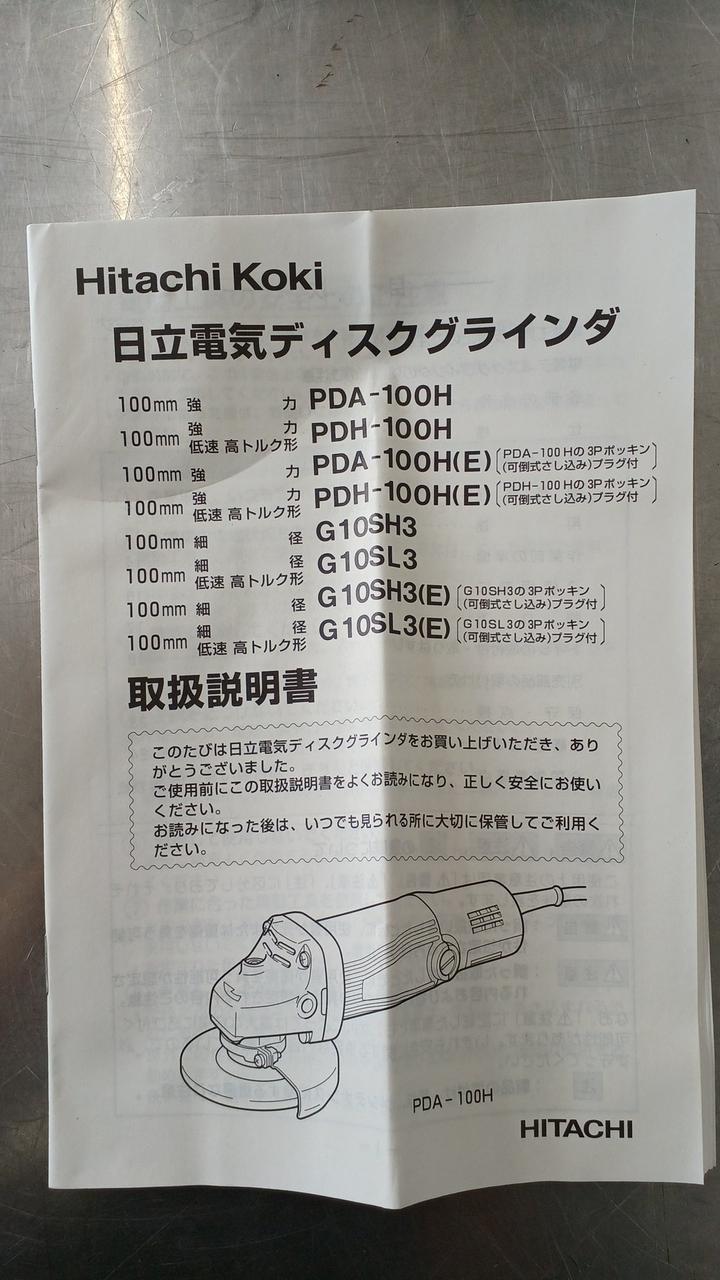 Hitachi Koki
日立電気ディスクグラインダ
100mm 強 力 PDA-100H
100mm 強 力 低速 高トルク形 PDH-100H
100mm 強 力 PDA-100H(E) (PDA-100Hの3Pポッキン (可倒式さし込み)プラグ付)
100mm 強 力 低速 高トルク形 PDH-100H(E) (PDH-100Hの3Pポッキン (可倒式さし込み)プラグ付)
100mm 細 径 G10SH3
100mm 細 径 低速 高トルク形 G10SL3
100mm 細 径 G10SH3(E) (G10SH3の3Pポッキン (可倒式さし込み)プラグ付)
100mm 細 径 低速 高トルク形 G10SL3(E) (G10SL3の3Pポッキン (可倒式さし込み)プラグ付)
取扱説明書
このたびは日立電気ディスクグラインダをお買い上げいただき、あり
がとうございました。
ご使用前にこの取扱説明書をよくお読みになり、正しく安全にお使い
ください。
お読みになった後は、いつでも見られる所に大切に保管してご利用く
ださい。
PDA-100H
HITACHI